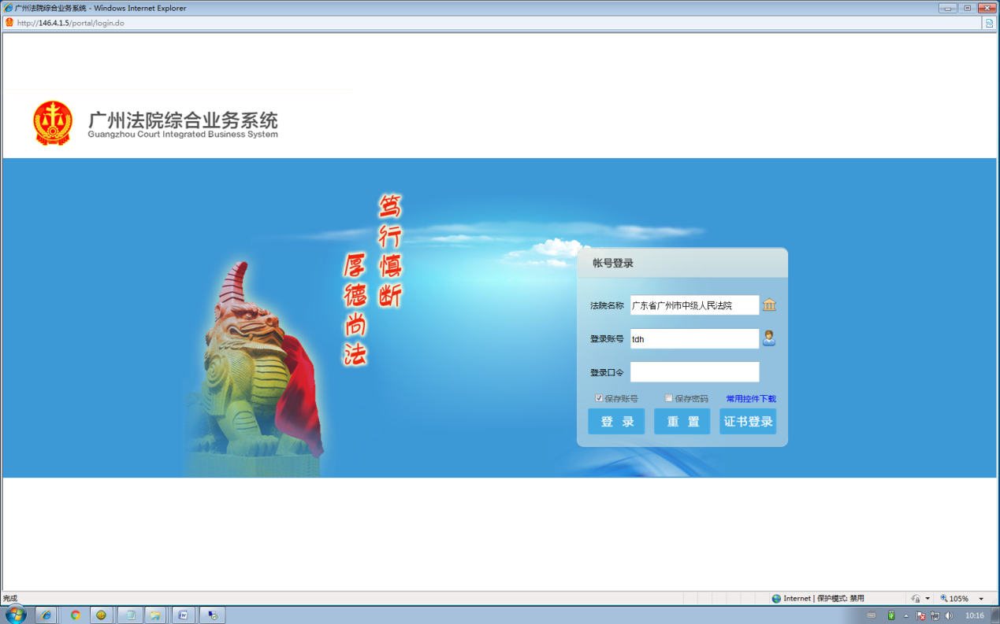 广州法院综合业务系统 - Windows Internet Explorer
http://146.4.1.5/portal/login.do
广州法院综合业务系统
Guangzhou Court Integrated Business System
笃行慎断
厚德尚法
帐号登录
法院名称 广东省广州市中级人民法院
登录账号 tdh
登录口令
保存账号 保存密码 常用控件下载
登 录 重 置 证书登录
完成 Internet | 保护模式: 禁用 105%
10:16